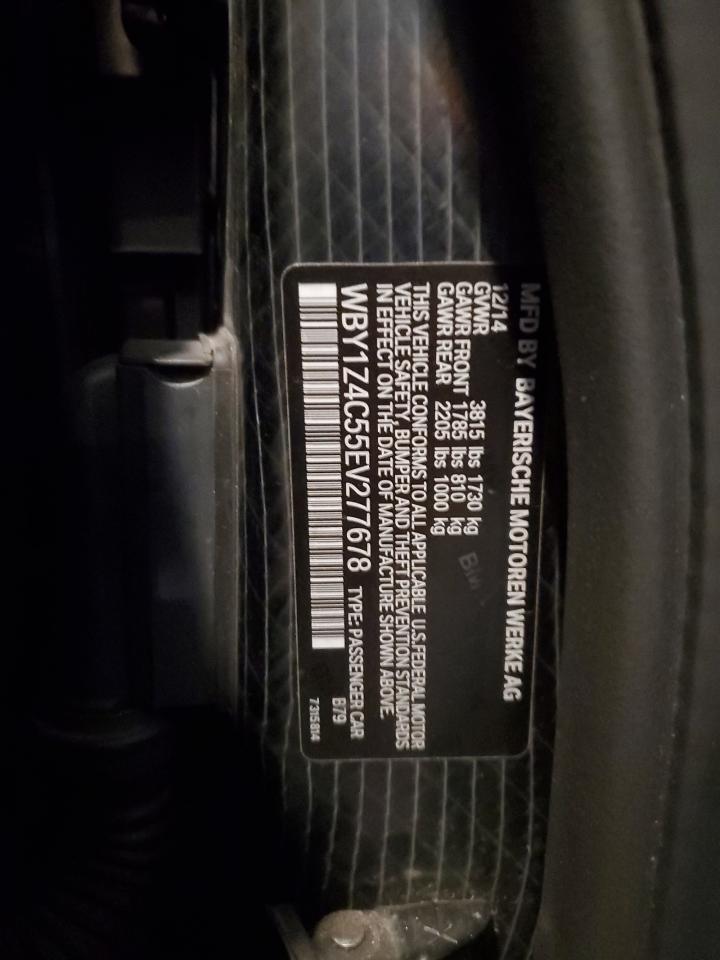 MFD BY BAYERISCHE MOTOREN WERKE AG
12/14
GVWR 3815 lbs 1730 kg
GAWR FRONT 1785 lbs 810 kg
GAWR REAR 2205 lbs 1000 kg
THIS VEHICLE CONFORMS TO ALL APPLICABLE U.S.FEDERAL MOTOR
VEHICLE SAFETY, BUMPER AND THEFT PREVENTION STANDARDS
IN EFFECT ON THE DATE OF MANUFACTURE SHOWN ABOVE.
WBY1Z4C55EV277678 TYPE: PASSENGER CAR
B79
7315814